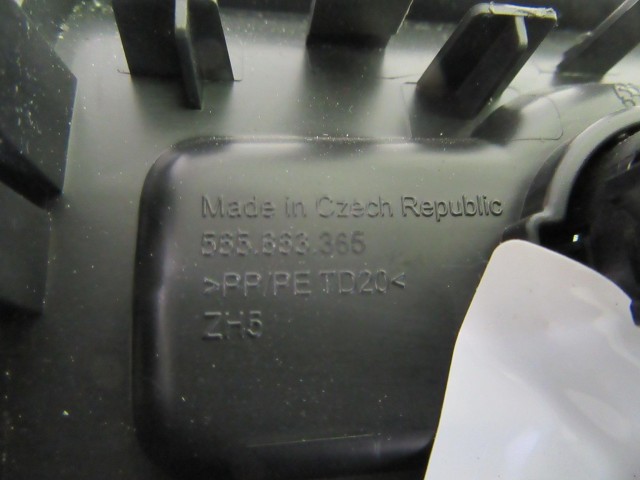 Made in Czech Republic
565.863.365
>PP/PE TD20<
ZH5